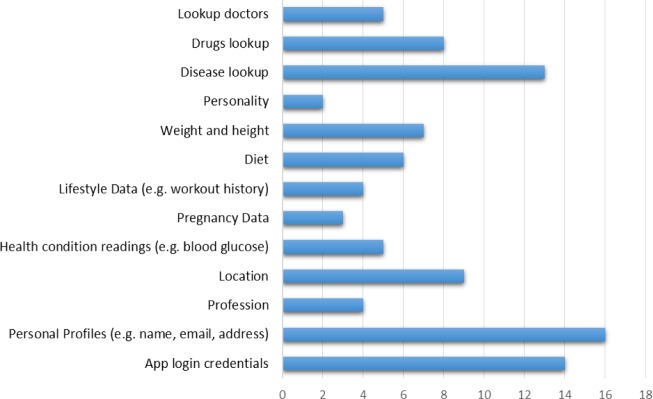 Lookup doctors
Drugs lookup
Disease lookup
Personality
Weight and height
Diet
Lifestyle Data (e.g. workout history)
Pregnancy Data
Health condition readings (e.g. blood glucose)
Location
Profession
Personal Profiles (e.g. name, email, address)
App login credentials
0 2 4 6 8 10 12 14 16 18